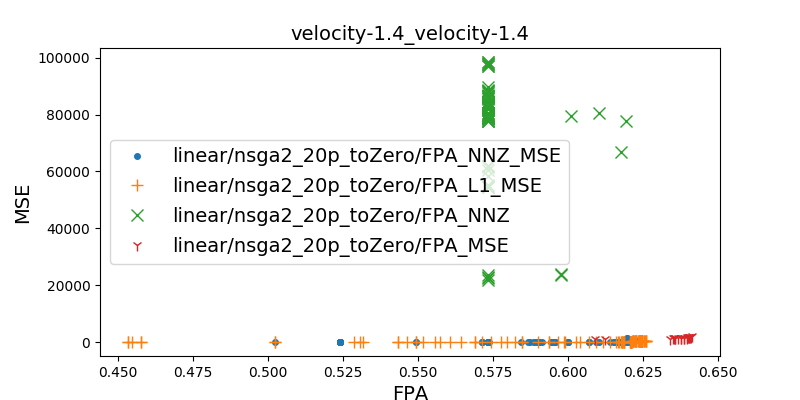 velocity-1.4_velocity-1.4
100000
80000
60000
40000
20000
0
MSE
linear/nsga2_20p_toZero/FPA_NNZ_MSE
linear/nsga2_20p_toZero/FPA_L1_MSE
linear/nsga2_20p_toZero/FPA_NNZ
linear/nsga2_20p_toZero/FPA_MSE
0.450 0.475 0.500 0.525 0.550 0.575 0.600 0.625 0.650
FPA